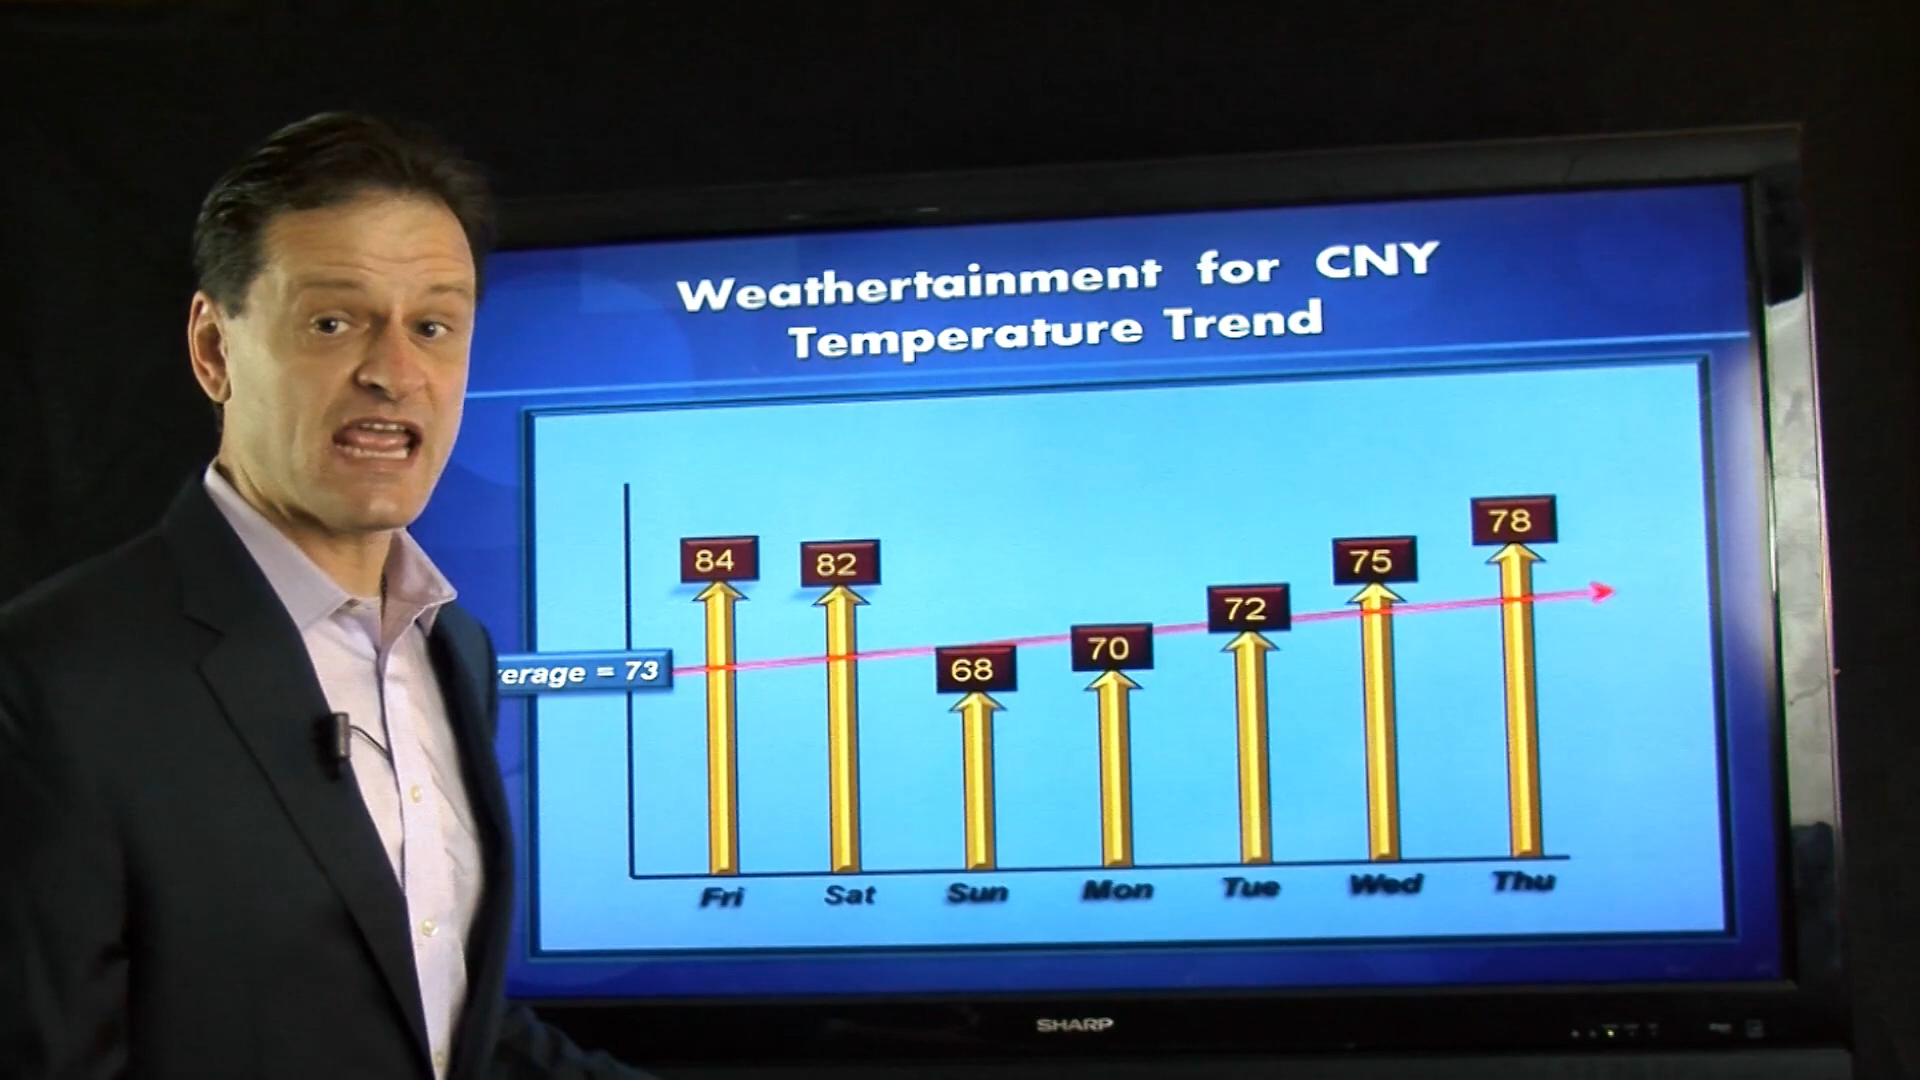 Weathertainment for CNY
Temperature Trend
84 82 68 70 72 75 78
erage = 73
Fri Sat Sun Mon Tue Wed Thu
SHARP